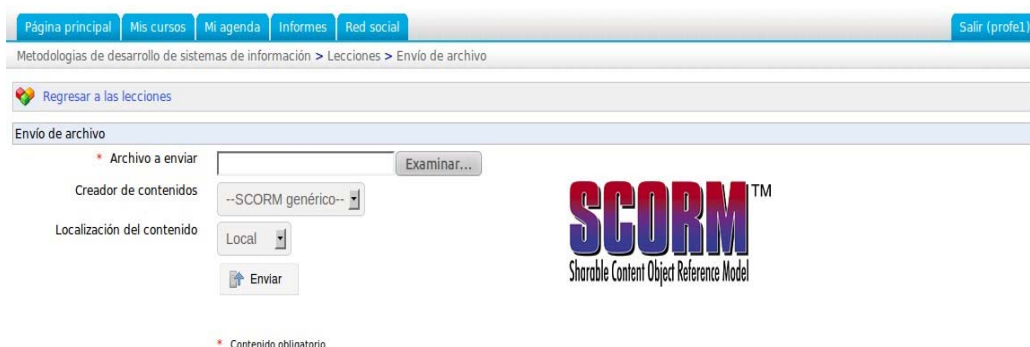 Página principal Mis cursos Mi agenda Informes Red social Salir (profe1)
Metodologias de desarrollo de sistemas de información > Lecciones > Envío de archivo
Regresar a las lecciones
Envío de archivo
* Archivo a enviar Examinar...
Creador de contenidos --SCORM genérico--
Localización del contenido Local
Enviar
SCORM™
Sharable Content Object Reference Model
* Contenido obligatorio